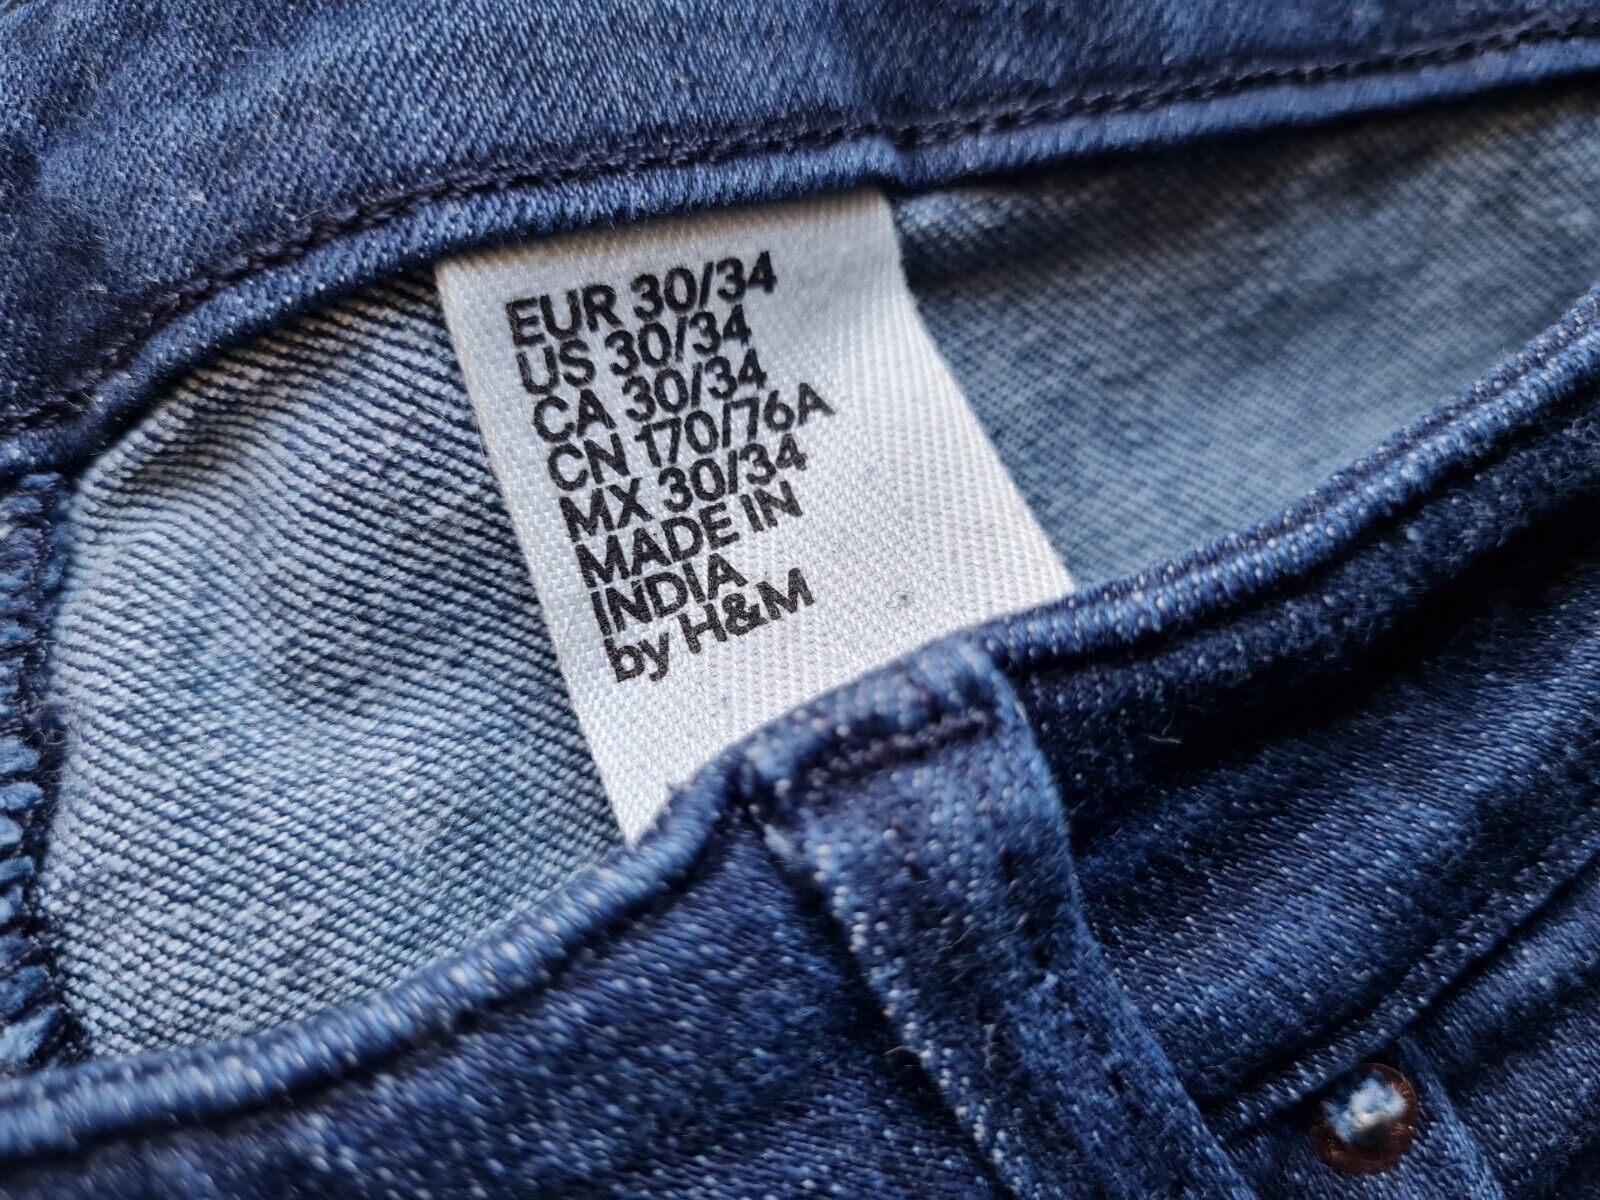 EUR 30/34
US 30/34
CA 30/34
CN 170/76A
MX 30/34
MADE IN
INDIA
by H&M